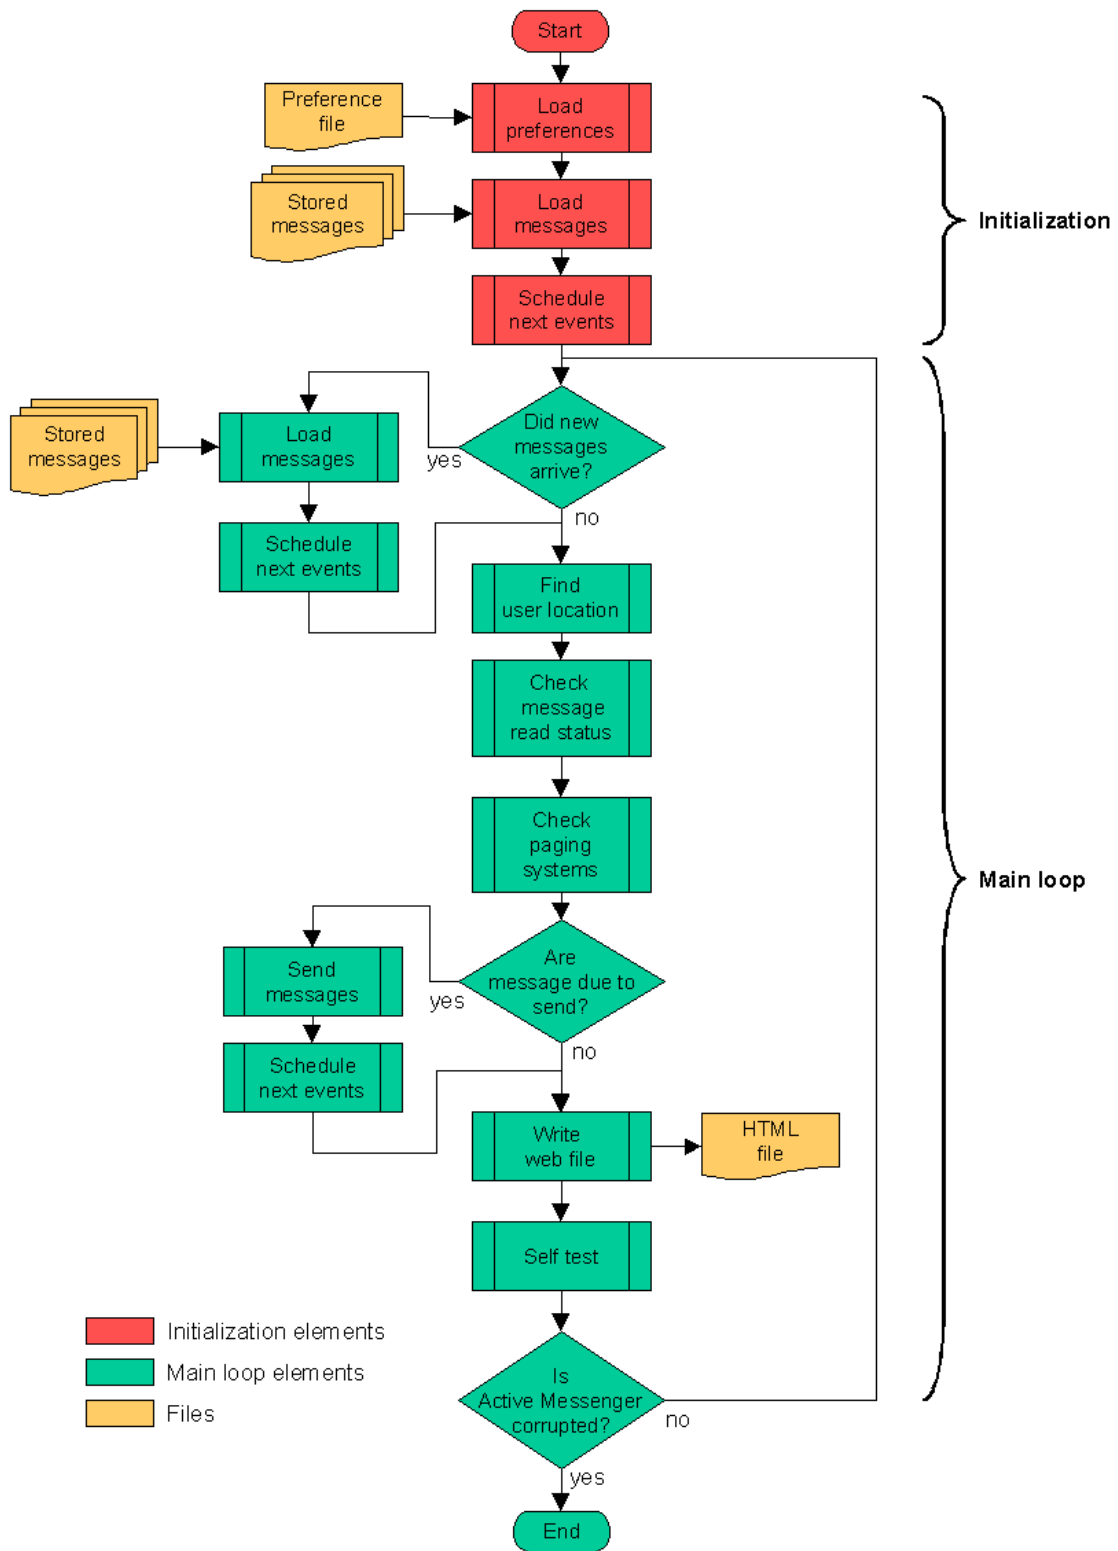 Start
Preference
file
Load
preferences
Stored
messages
Load
messages
Initialization
Schedule
next events
Did new
messages
arrive?
yes
no
Stored
messages
Load
messages
Schedule
next events
Find
user location
Check
message
read status
Check
paging
systems
Main loop
Are
message due to
send?
yes
no
Send
messages
Schedule
next events
Write
web file
HTML
file
Self test
Is
Active Messenger
corrupted?
no
yes
End
Initialization elements
Main loop elements
Files